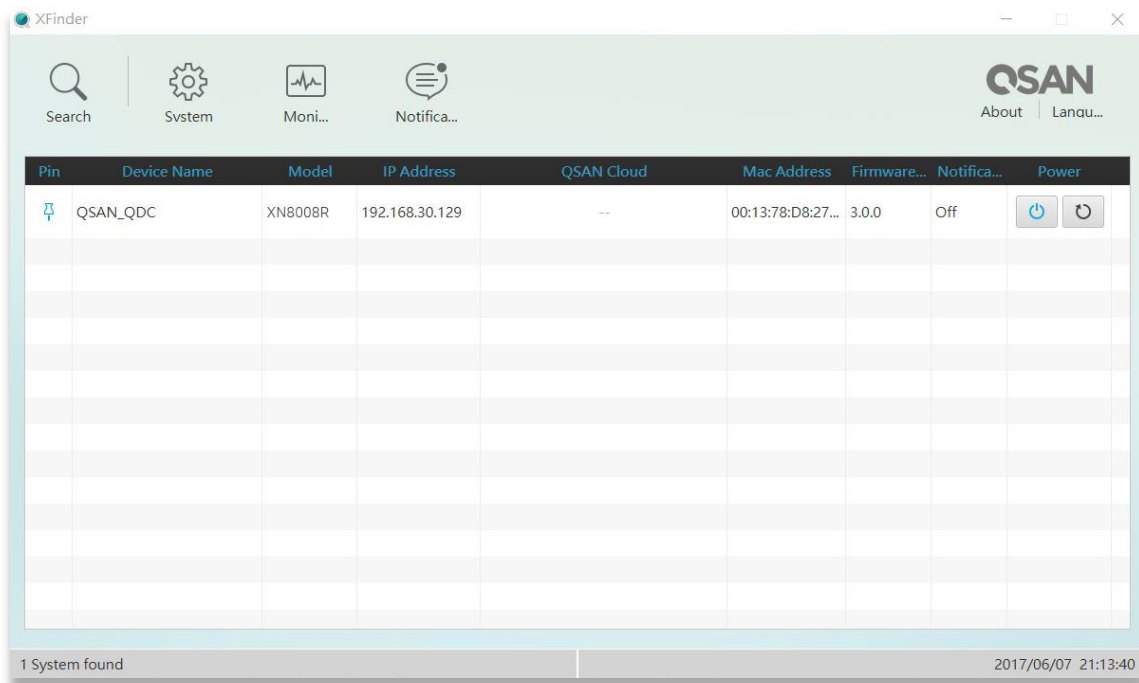 XFinder
Search System Moni... Notifica...
QSAN
About Langu...
Pin Device Name Model IP Address QSAN Cloud Mac Address Firmware... Notifica... Power
QSAN_QDC XN8008R 192.168.30.129 -- 00:13:78:D8:27... 3.0.0 Off
1 System found 2017/06/07 21:13:40